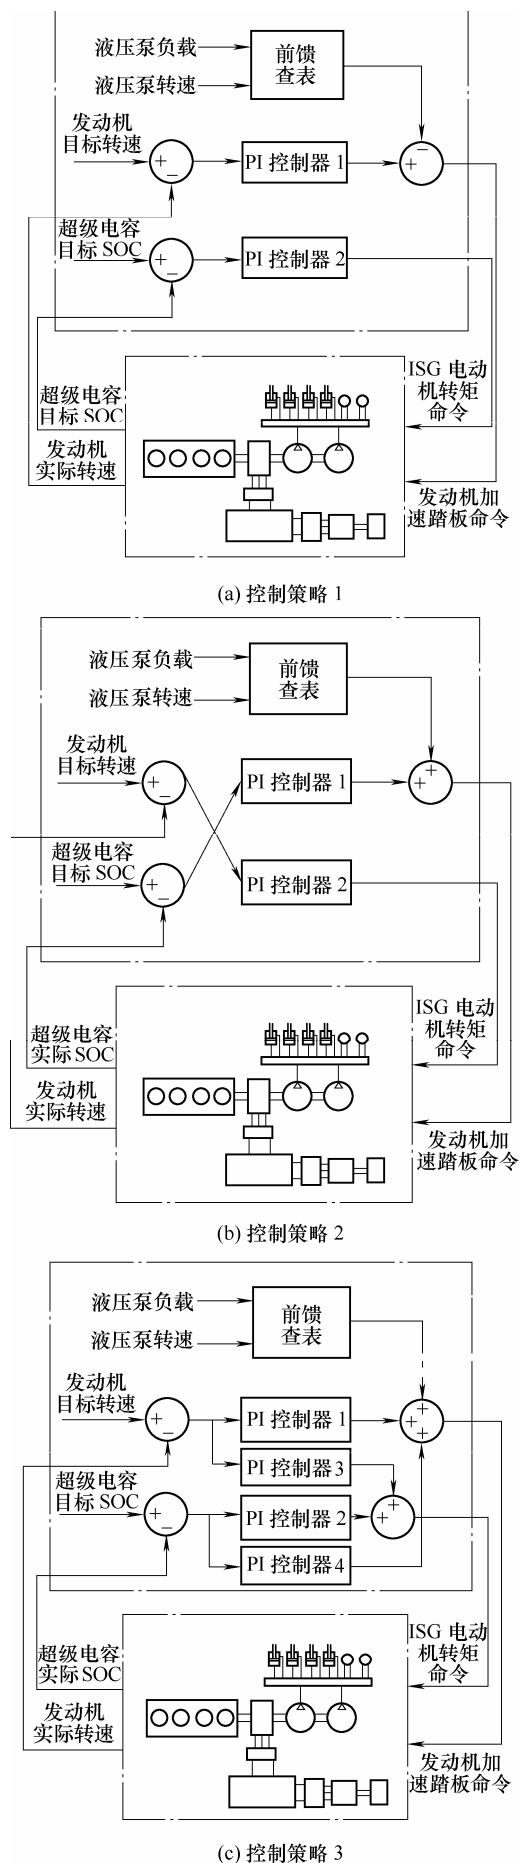 液压泵负载
液压泵转速
前馈
查表
发动机
目标转速
+
−
PI 控制器 1
−
+
超级电容
目标 SOC
+
−
PI 控制器 2
超级电容
目标 SOC
发动机
实际转速
ISG 电动
机转矩
命令
发动机加
速踏板命令
(a) 控制策略 1
液压泵负载
液压泵转速
前馈
查表
发动机
目标转速
+
−
PI 控制器 1
+
+
超级电容
目标 SOC
+
−
PI 控制器 2
超级电容
实际 SOC
发动机
实际转速
ISG 电动
机转矩
命令
发动机加
速踏板命令
(b) 控制策略 2
液压泵负载
液压泵转速
前馈
查表
发动机
目标转速
+
−
PI 控制器 1
+
+
+
PI 控制器 3
超级电容
目标 SOC
+
−
PI 控制器 2
+
+
PI 控制器 4
超级电容
实际 SOC
发动机
实际转速
ISG 电动
机转矩
命令
发动机加
速踏板命令
(c) 控制策略 3